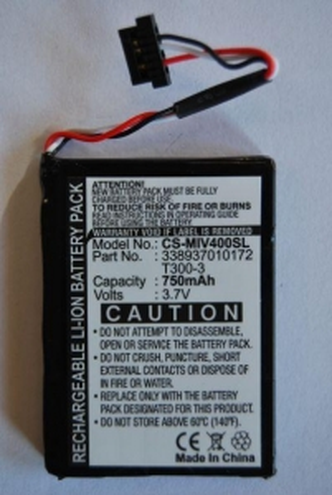 RECHARGEABLE LI-ION BATTERY PACK
ATTENTION!
NEW BATTERY PACK MUST BE FULLY
CHARGED BEFORE USE.
TO REDUCE RISK OF FIRE OR BURNS
READ INSTRUCTIONS IN OPERATING GUIDE
BEFORE BATTERY USE.
WARRANTY VOID IF LABEL IS REMOVED
Model No.: CS-MIV400SL
Part No. : 338937010172
T300-3
Capacity : 750mAh
Volts : 3.7V
CAUTION
• DO NOT ATTEMPT TO DISASSEMBLE,
OPEN OR SERVICE THE BATTERY PACK.
• DO NOT CRUSH, PUNCTURE, SHORT
EXTERNAL CONTACTS OR DISPOSE OF
IN FIRE OR WATER.
• REPLACE ONLY WITH THE BATTERY
PACK DESIGNATED FOR THIS PRODUCT.
• DO NOT STORE ABOVE 60°C (140°F).
CE
Made In China